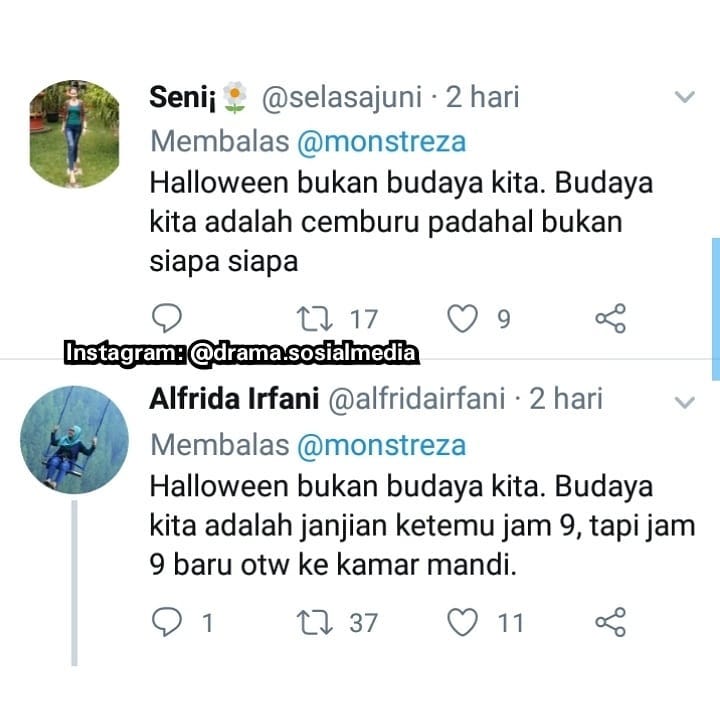 Seni¡ @selasajuni · 2 hari
Membalas @monstreza
Halloween bukan budaya kita. Budaya
kita adalah cemburu padahal bukan
siapa siapa
17 9
Instagram: @drama.sosialmedia
Alfrida Irfani @alfridairfani · 2 hari
Membalas @monstreza
Halloween bukan budaya kita. Budaya
kita adalah janjian ketemu jam 9, tapi jam
9 baru otw ke kamar mandi.
1 37 11